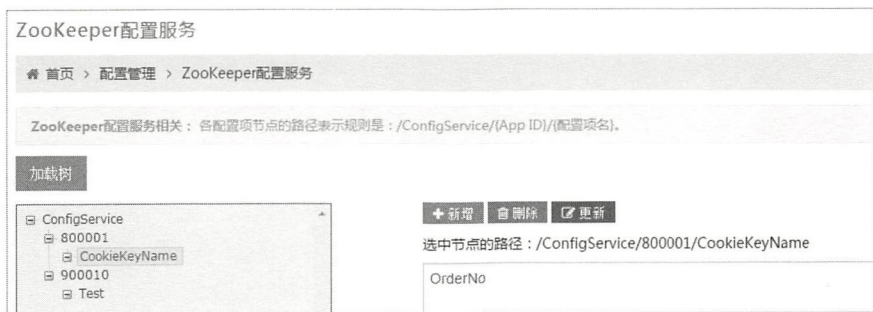 ZooKeeper配置服务
首页 > 配置管理 > ZooKeeper配置服务
ZooKeeper配置服务相关： 各配置项节点的路径表示规则是：/ConfigService/{App ID}/{配置项名}。
加载树
ConfigService
800001
CookieKeyName
900010
Test
新增 删除 更新
选中节点的路径：/ConfigService/800001/CookieKeyName
OrderNo